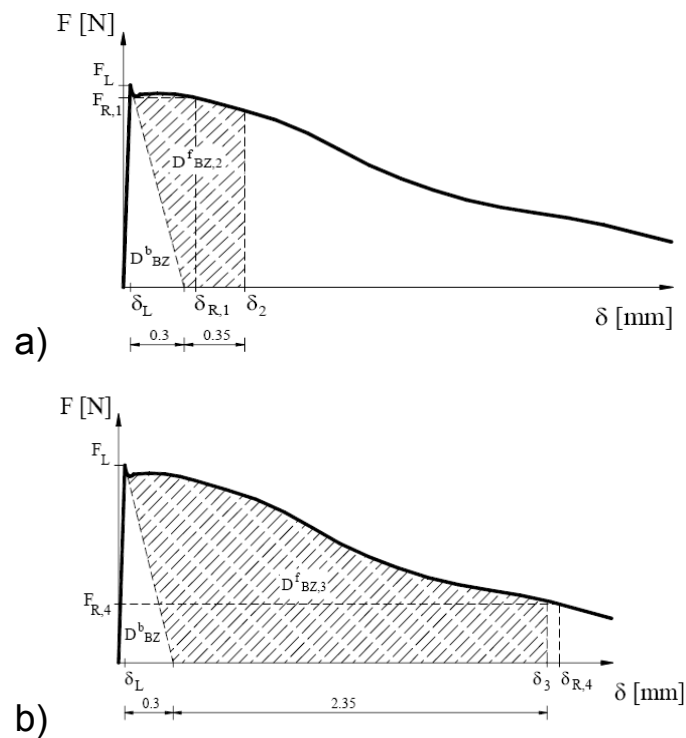 F [N]
F_L
F_R,1
D^f_BZ,2
D^b_BZ
δ_L
δ_R,1
δ_2
δ [mm]
0.3
0.35
a)
F [N]
F_L
D^f_BZ,3
F_R,4
D^b_BZ
δ_L
δ_3
δ_R,4
δ [mm]
0.3
2.35
b)